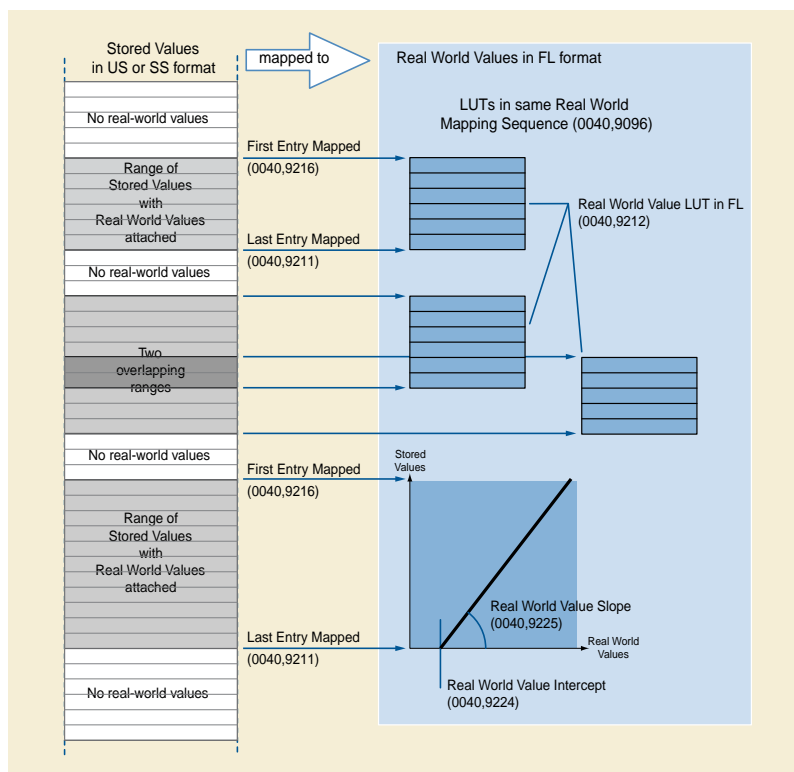 Stored Values
in US or SS format
mapped to
Real World Values in FL format
LUTs in same Real World
Mapping Sequence (0040,9096)
No real-world values
First Entry Mapped
(0040,9216)
Range of
Stored Values
with
Real World Values
attached
Real World Value LUT in FL
(0040,9212)
Last Entry Mapped
(0040,9211)
No real-world values
Two
overlapping
ranges
No real-world values
First Entry Mapped
(0040,9216)
Stored
Values
Range of
Stored Values
with
Real World Values
attached
Real World Value Slope
(0040,9225)
Last Entry Mapped
(0040,9211)
Real World
Values
No real-world values
Real World Value Intercept
(0040,9224)